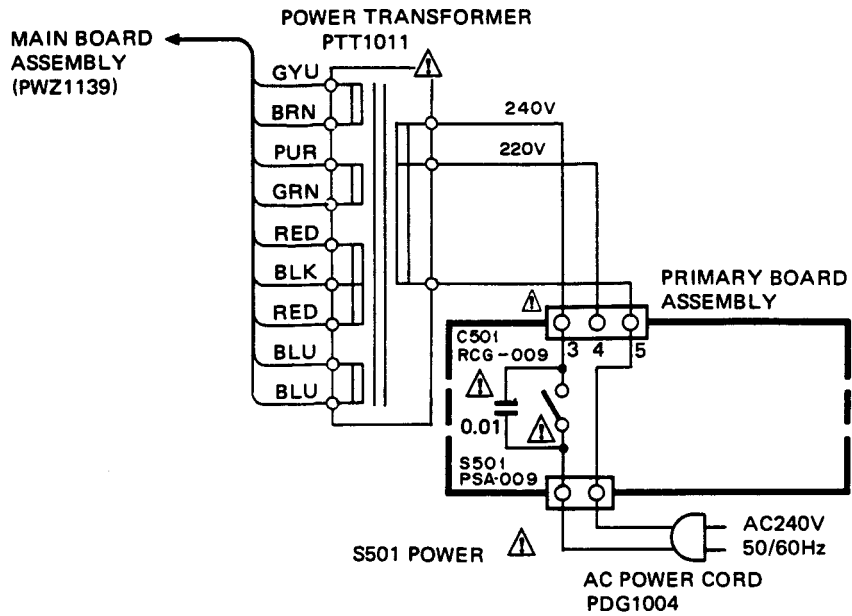 POWER TRANSFORMER
PTT1011
MAIN BOARD
ASSEMBLY
(PWZ1139)
GYU
BRN
PUR
GRN
RED
BLK
RED
BLU
BLU
240V
220V
PRIMARY BOARD
ASSEMBLY
C501
RCG-009
3 4 5
0.01
S501
PSA-009
S501 POWER
AC240V
50/60Hz
AC POWER CORD
PDG1004